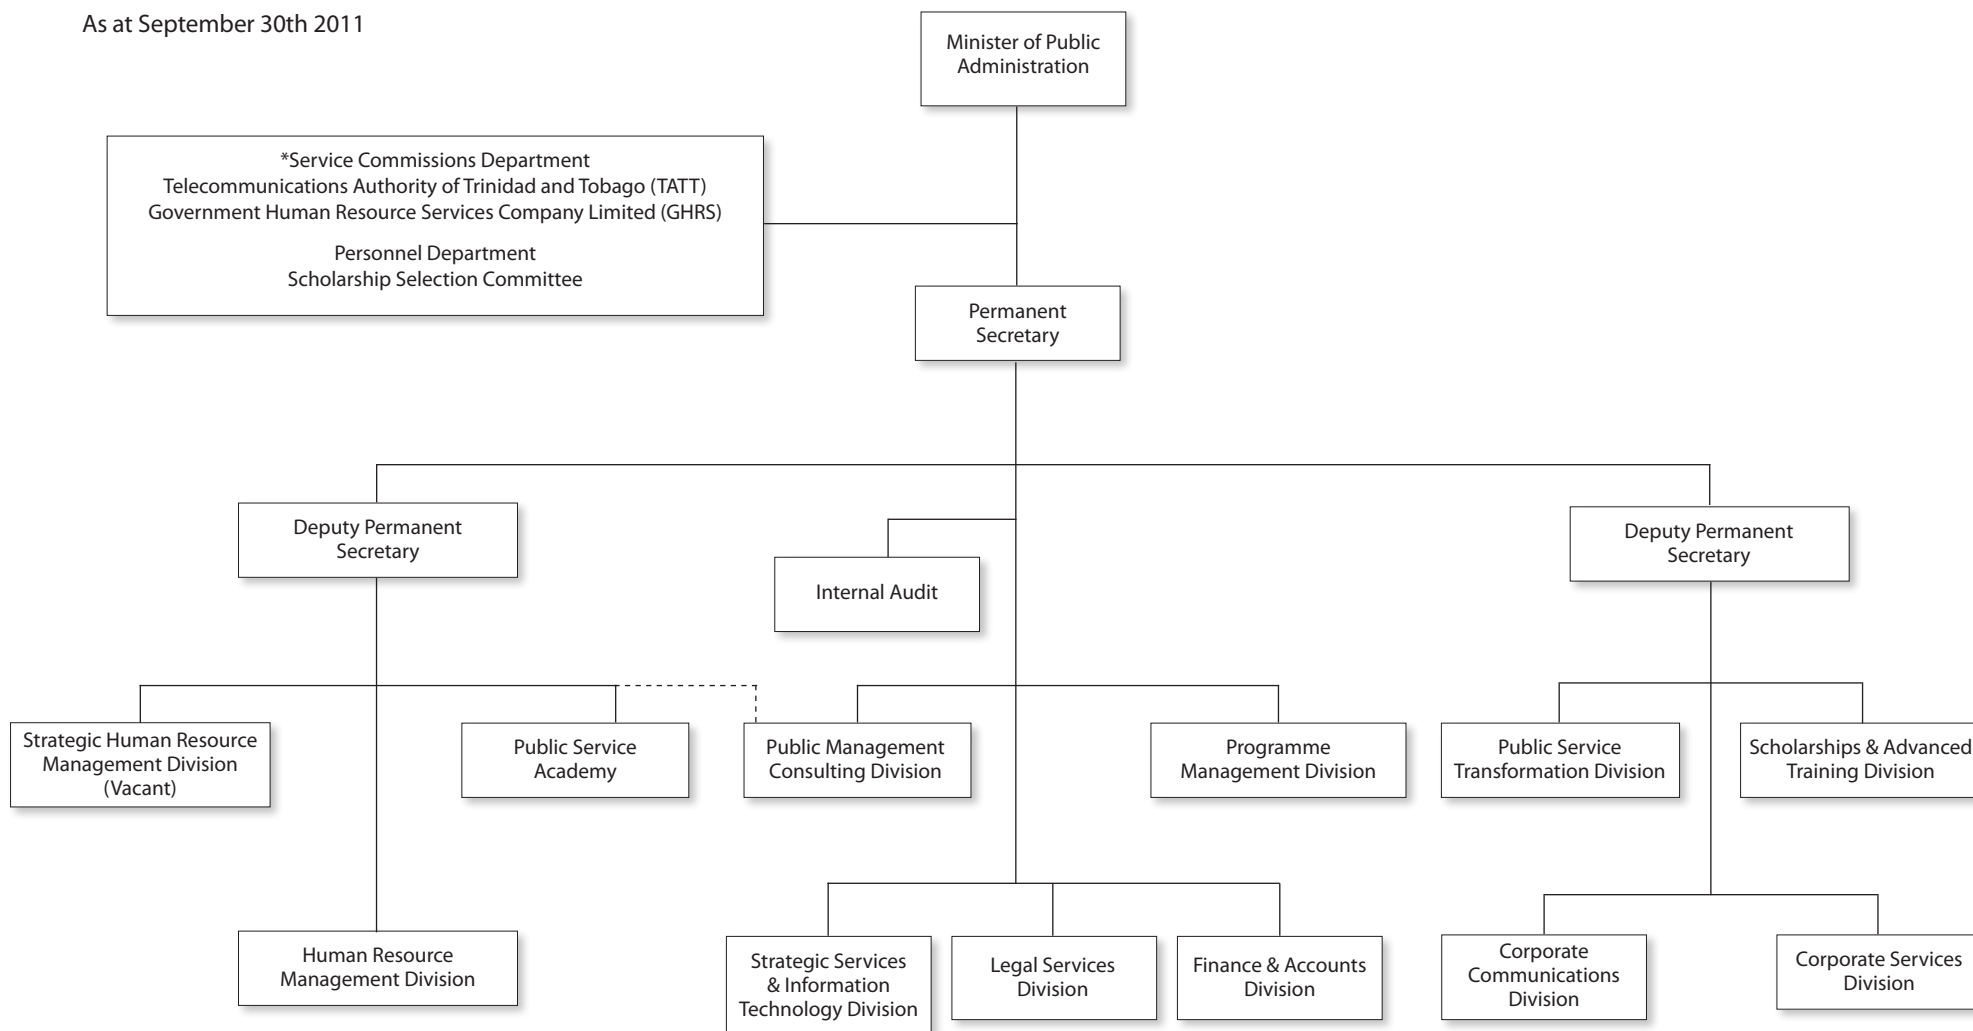 As at September 30th 2011
Minister of Public
Administration
*Service Commissions Department
Telecommunications Authority of Trinidad and Tobago (TATT)
Government Human Resource Services Company Limited (GHRS)
Personnel Department
Scholarship Selection Committee
Permanent
Secretary
Deputy Permanent
Secretary
Internal Audit
Deputy Permanent
Secretary
Strategic Human Resource
Management Division
(Vacant)
Public Service
Academy
Public Management
Consulting Division
Programme
Management Division
Public Service
Transformation Division
Scholarships & Advanced
Training Division
Human Resource
Management Division
Strategic Services
& Information
Technology Division
Legal Services
Division
Finance & Accounts
Division
Corporate
Communications
Division
Corporate Services
Division